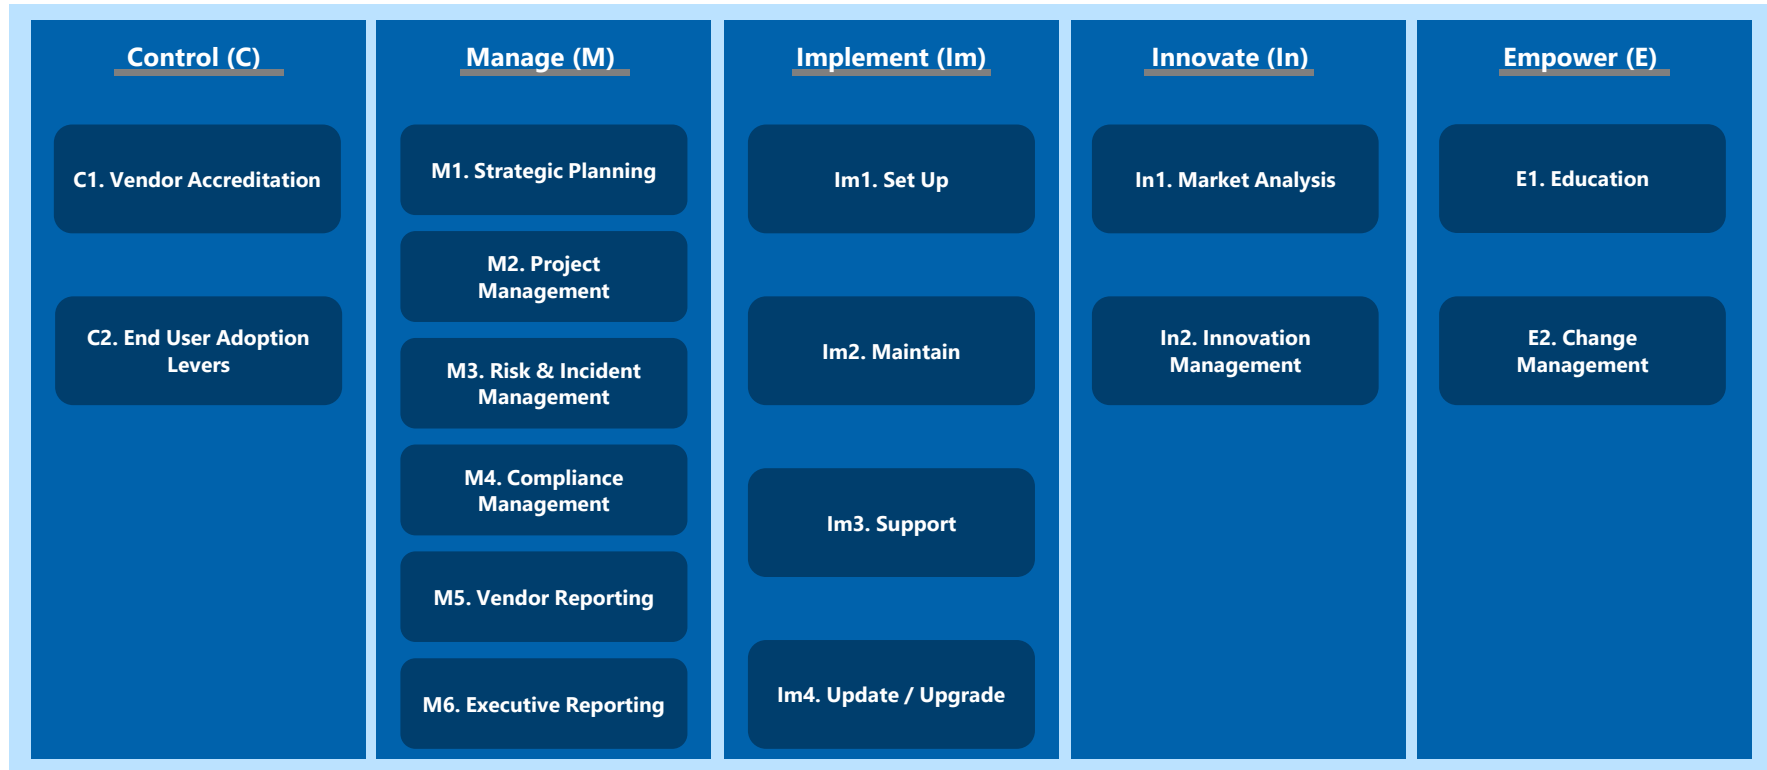 Control (C)
C1. Vendor Accreditation
C2. End User Adoption
Levers
Manage (M)
M1. Strategic Planning
M2. Project
Management
M3. Risk & Incident
Management
M4. Compliance
Management
M5. Vendor Reporting
M6. Executive Reporting
Implement (Im)
Im1. Set Up
Im2. Maintain
Im3. Support
Im4. Update / Upgrade
Innovate (In)
In1. Market Analysis
In2. Innovation
Management
Empower (E)
E1. Education
E2. Change
Management